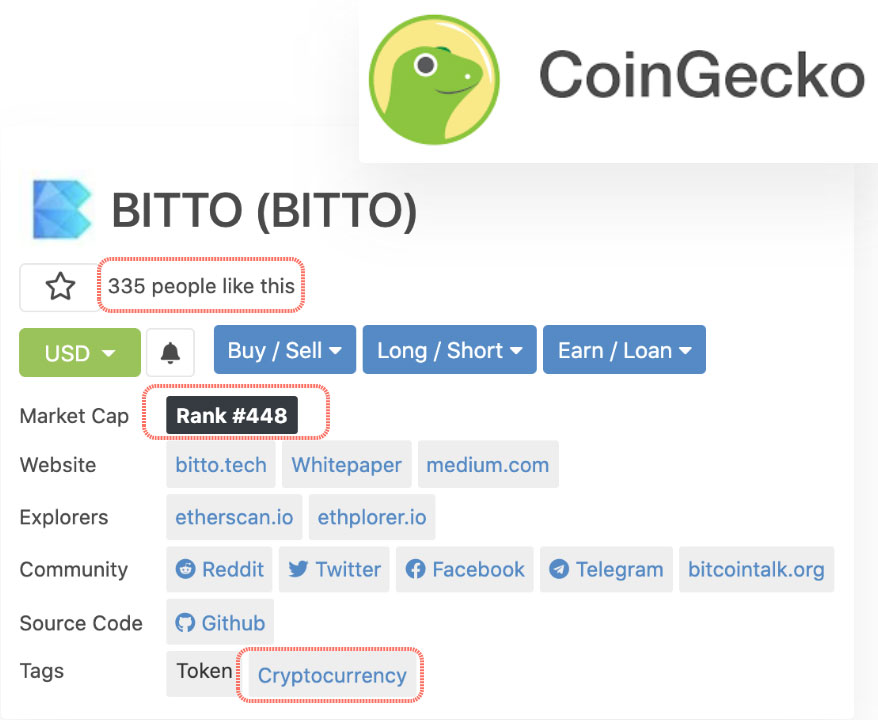 CoinGecko
BITTO (BITTO)
335 people like this
USD Buy / Sell Long / Short Earn / Loan
Market Cap Rank #448
Website bitto.tech Whitepaper medium.com
Explorers etherscan.io ethplorer.io
Community Reddit Twitter Facebook Telegram bitcointalk.org
Source Code Github
Tags Token Cryptocurrency